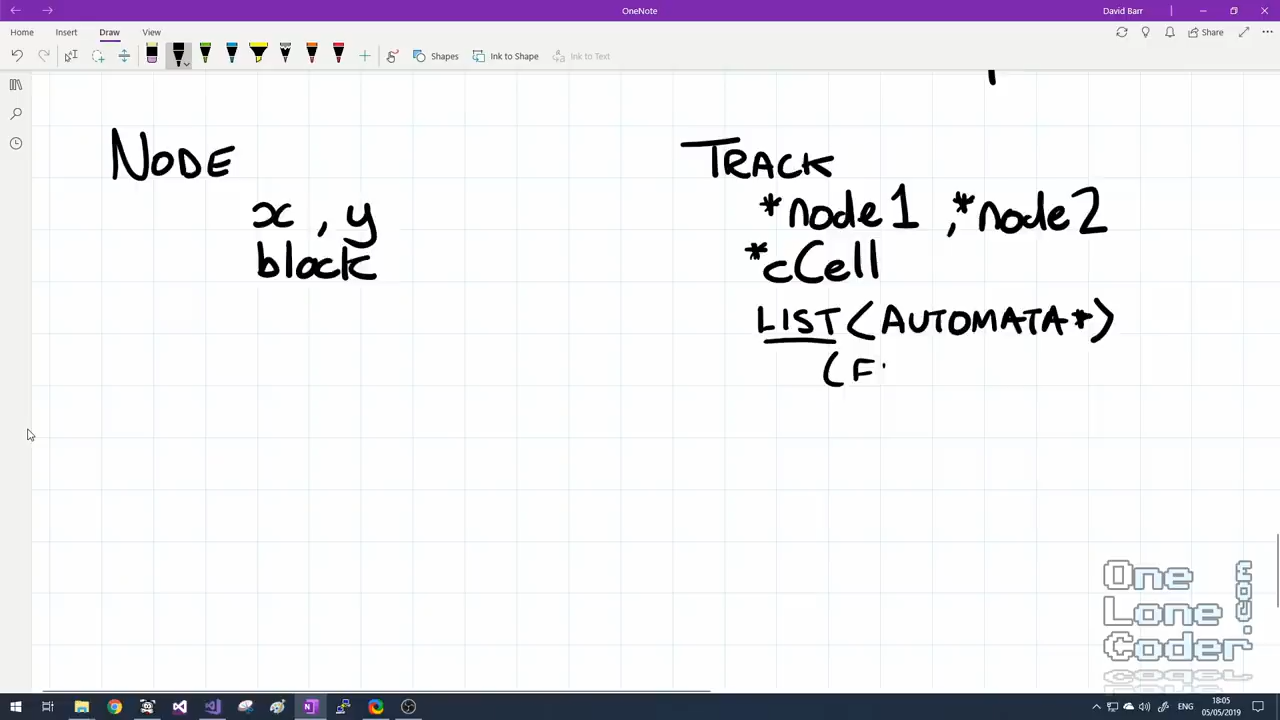 OneNote
David Barr
Home Insert Draw View
Share
Shapes Ink to Shape Ink to Text
NODE
x , y
block
TRACK
*node1 , *node2
*cCell
LIST<AUTOMATA*>
(F
One
Lone
Coder
.com
ENG
18:05
05/05/2019